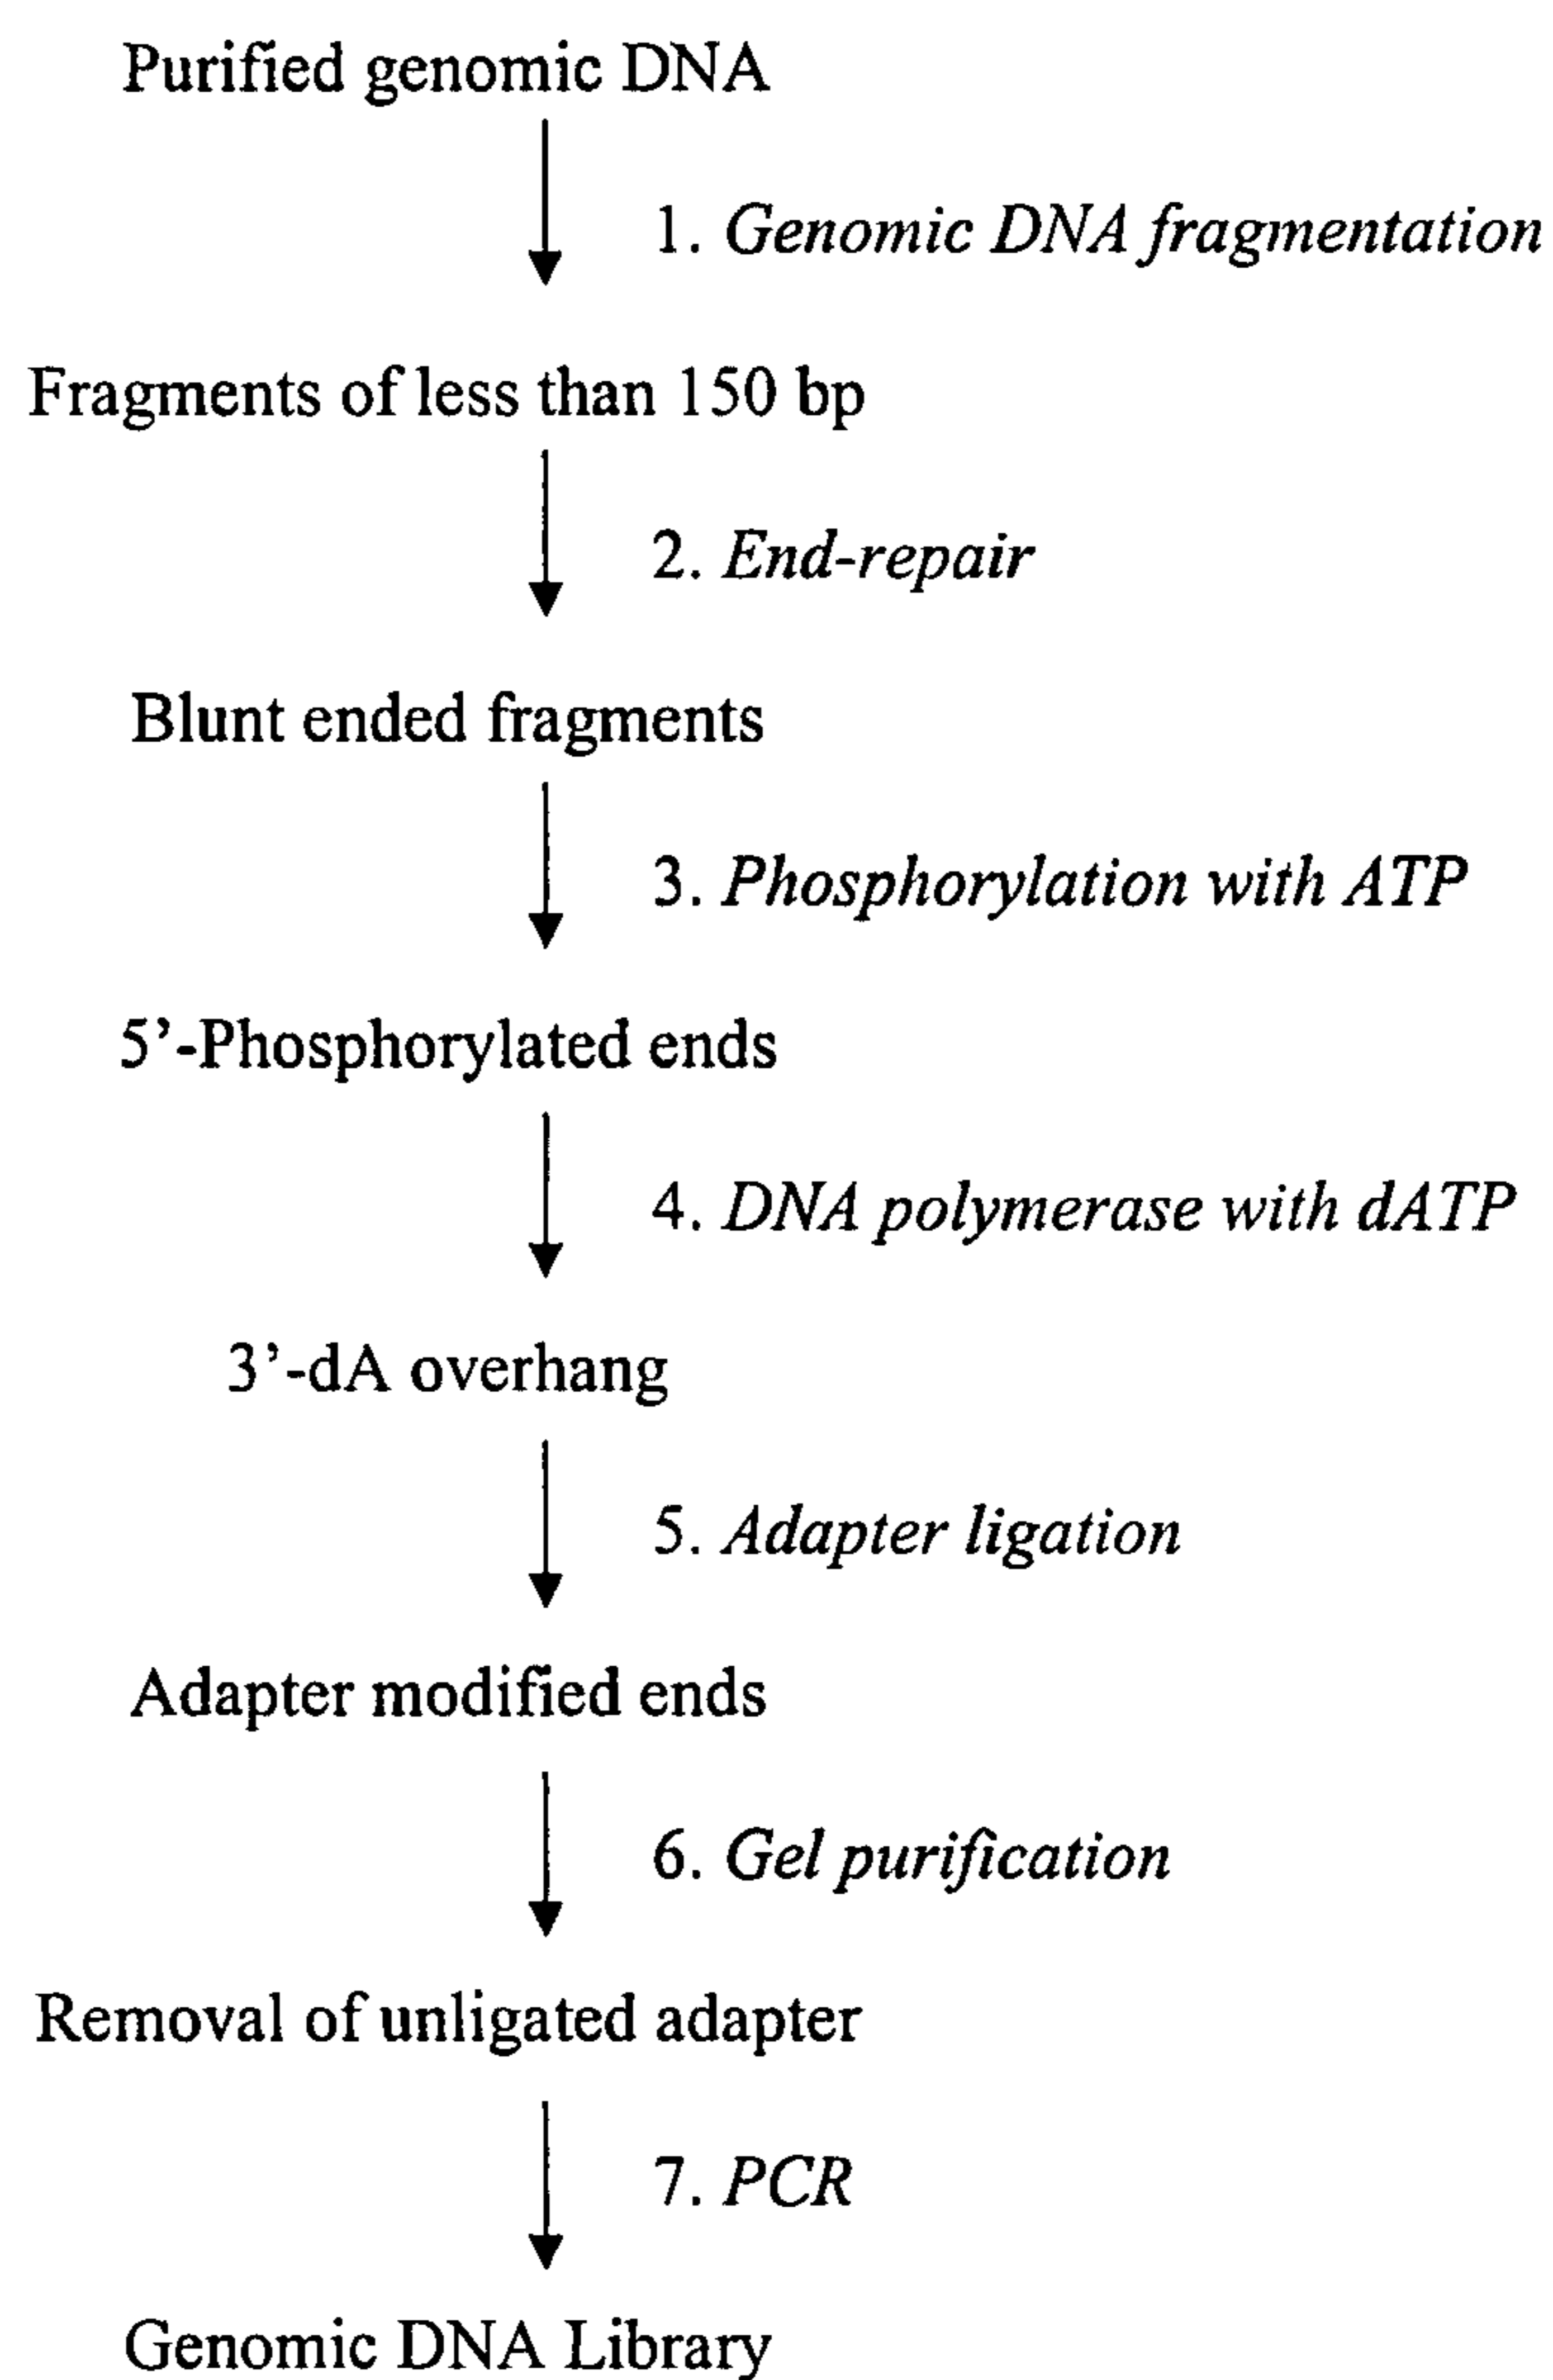 Purified genomic DNA
1. Genomic DNA fragmentation
Fragments of less than 150 bp
2. End-repair
Blunt ended fragments
3. Phosphorylation with ATP
5’-Phosphorylated ends
4. DNA polymerase with dATP
3’-dA overhang
5. Adapter ligation
Adapter modified ends
6. Gel purification
Removal of unligated adapter
7. PCR
Genomic DNA Library